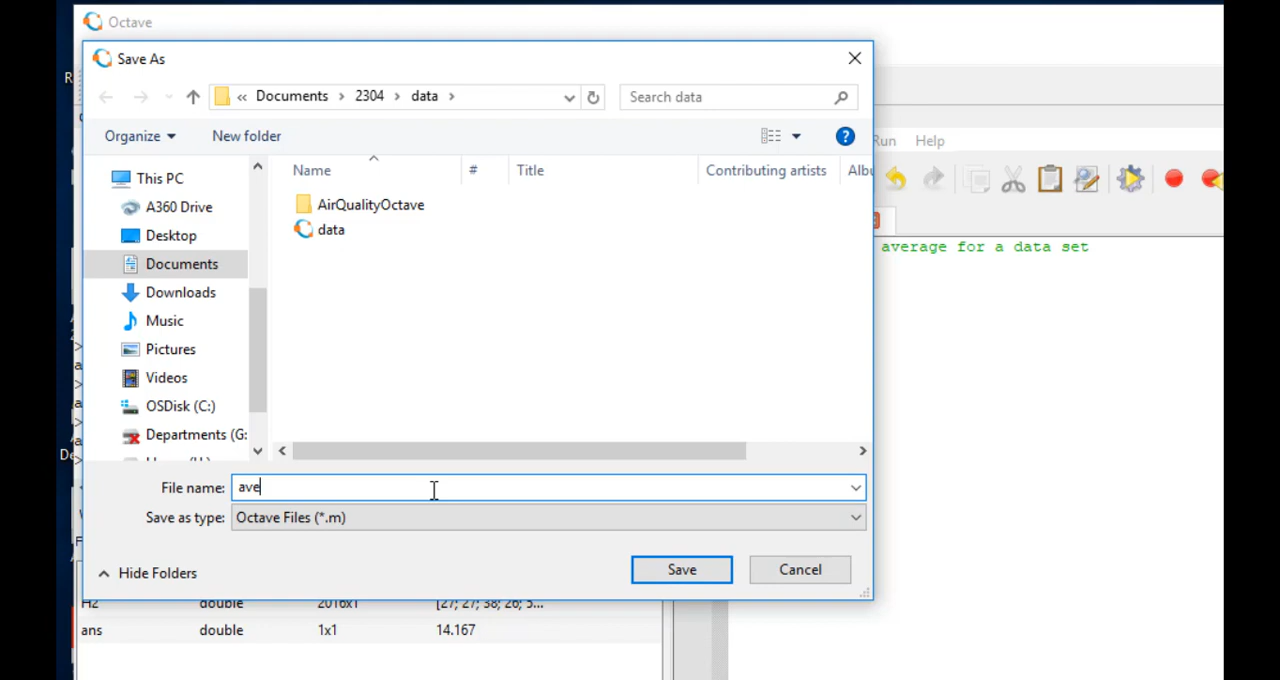 Octave
Save As
« Documents › 2304 › data ›
Search data
Organize
New folder
Run Help
Name
#
Title
Contributing artists
This PC
A360 Drive
Desktop
Documents
Downloads
Music
Pictures
Videos
OSDisk (C:)
Departments (G:
AirQualityOctave
data
average for a data set
File name: ave
Save as type: Octave Files (*.m)
Hide Folders
Save
Cancel
H2 double 2016x1 [27; 27; 38; 26; 5...
ans double 1x1 14.167